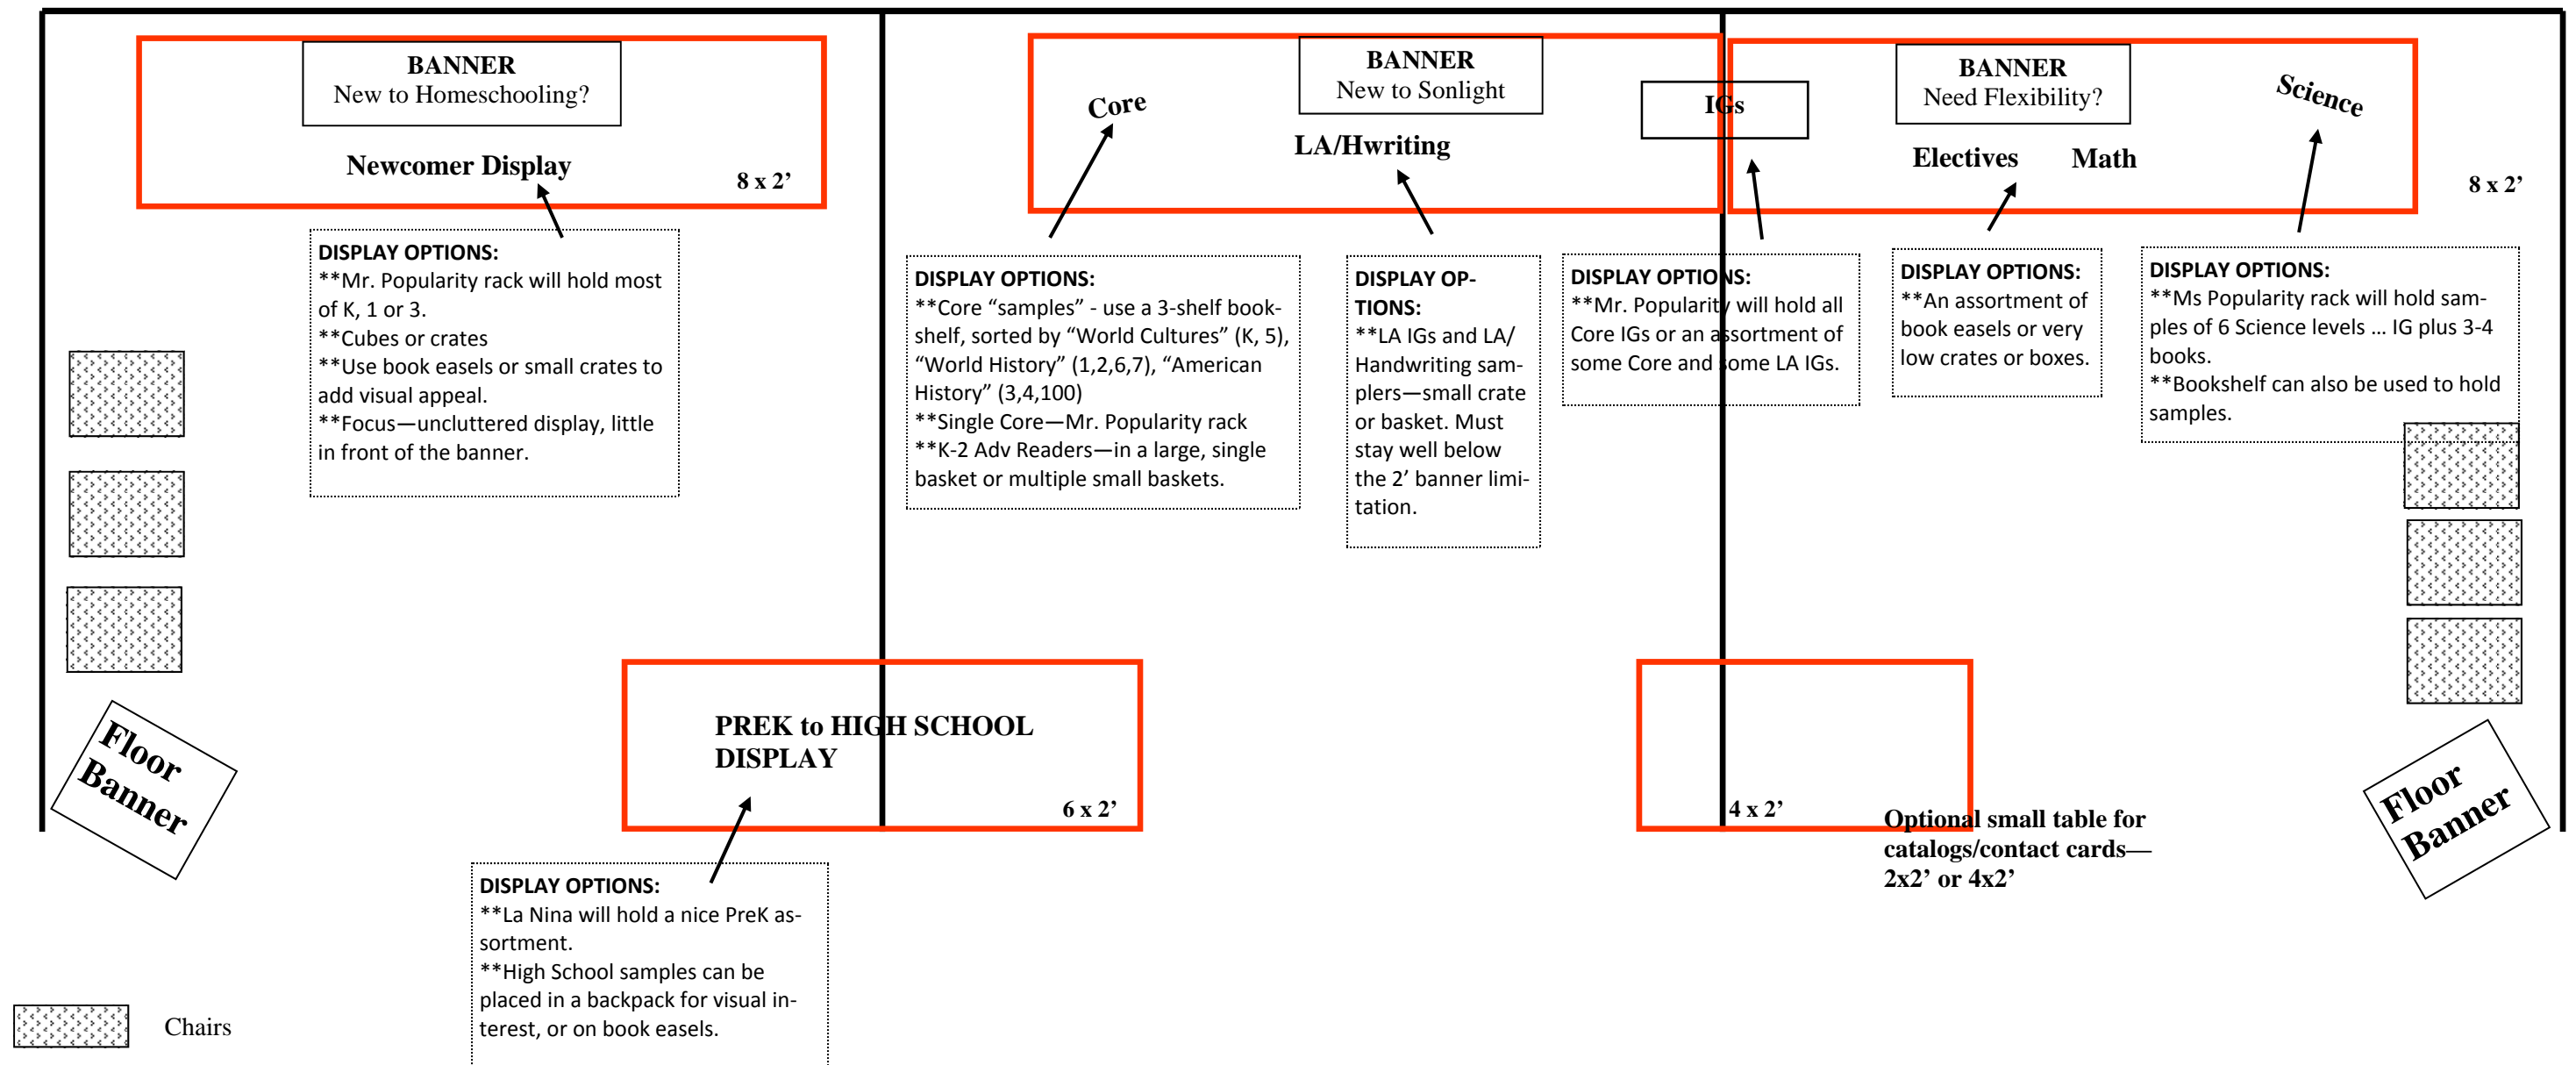 BANNER
New to Homeschooling?
Newcomer Display
8 x 2’
DISPLAY OPTIONS:
**Mr. Popularity rack will hold most
of K, 1 or 3.
**Cubes or crates
**Use book easels or small crates to
add visual appeal.
**Focus—uncluttered display, little
in front of the banner.
Core
BANNER
New to Sonlight
LA/Hwriting
IGs
DISPLAY OPTIONS:
**Core “samples” - use a 3-shelf book-
shelf, sorted by “World Cultures” (K, 5),
“World History” (1,2,6,7), “American
History” (3,4,100)
**Single Core—Mr. Popularity rack
**K-2 Adv Readers—in a large, single
basket or multiple small baskets.
DISPLAY OP-
TIONS:
**LA IGs and LA/
Handwriting sam-
plers—small crate
or basket. Must
stay well below
the 2’ banner limi-
tation.
DISPLAY OPTIONS:
**Mr. Popularity will hold all
Core IGs or an assortment of
some Core and some LA IGs.
BANNER
Need Flexibility?
Science
Electives
Math
8 x 2’
DISPLAY OPTIONS:
**An assortment of
book easels or very
low crates or boxes.
DISPLAY OPTIONS:
**Ms Popularity rack will hold sam-
ples of 6 Science levels ... IG plus 3-4
books.
**Bookshelf can also be used to hold
samples.
Floor
Banner
PREK to HIGH SCHOOL
DISPLAY
6 x 2’
4 x 2’
Optional small table for
catalogs/contact cards—
2x2’ or 4x2’
Floor
Banner
DISPLAY OPTIONS:
**La Nina will hold a nice PreK as-
sortment.
**High School samples can be
placed in a backpack for visual in-
terest, or on book easels.
Chairs